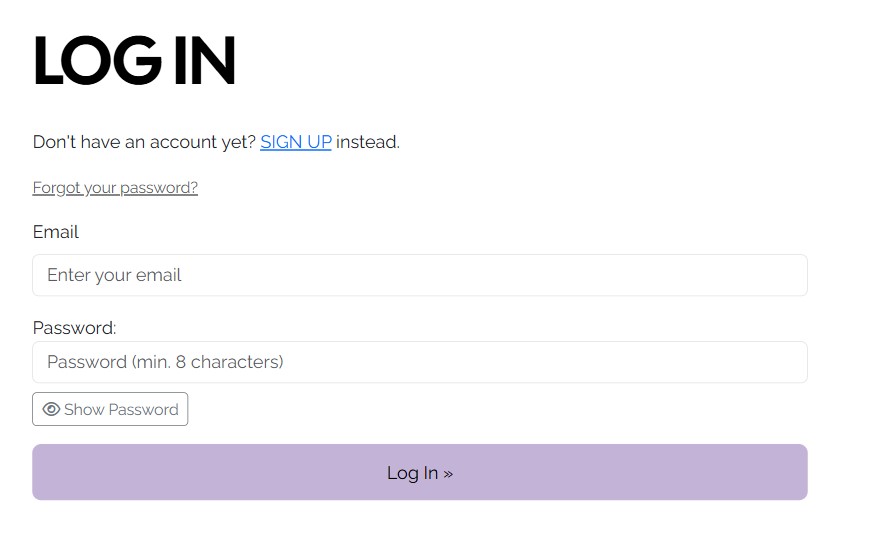 LOG IN
Don't have an account yet? SIGN UP instead.
Forgot your password?
Email
Enter your email
Password:
Password (min. 8 characters)
Show Password
Log In »